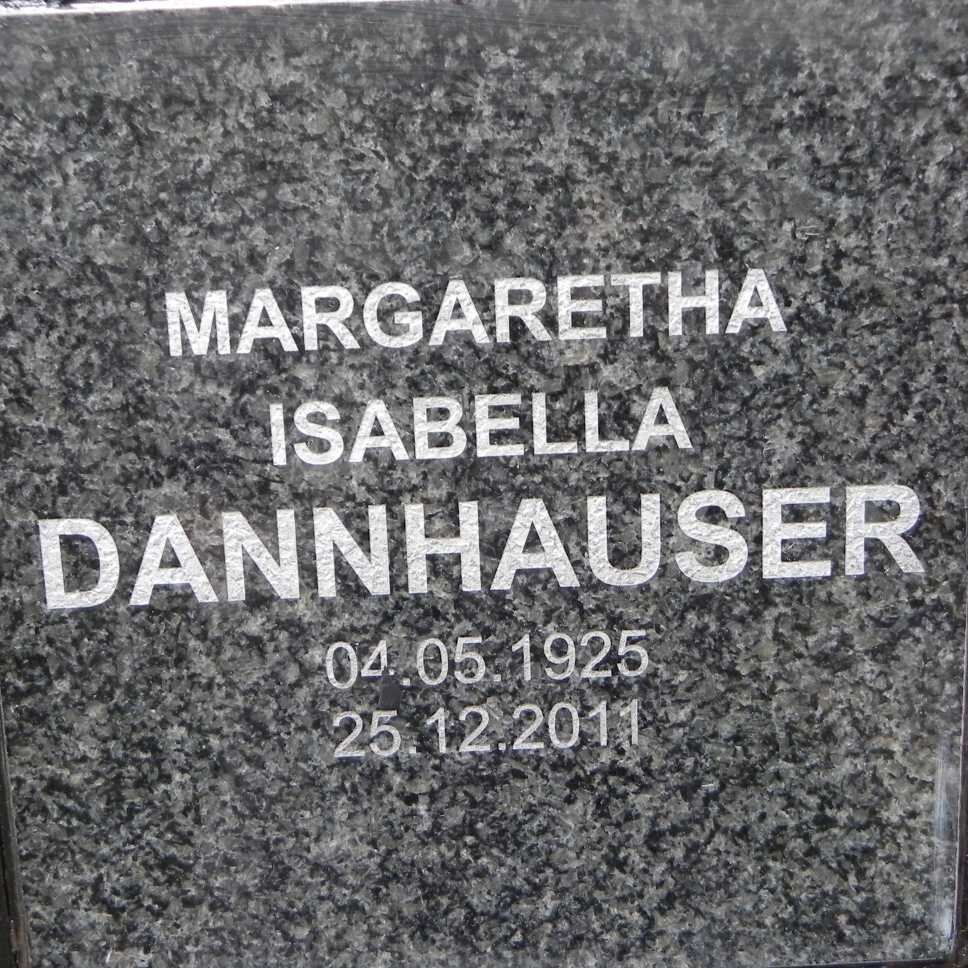 MARGARETHA
ISABELLA
DANNHAUSER
04.05.1925
25.12.2011